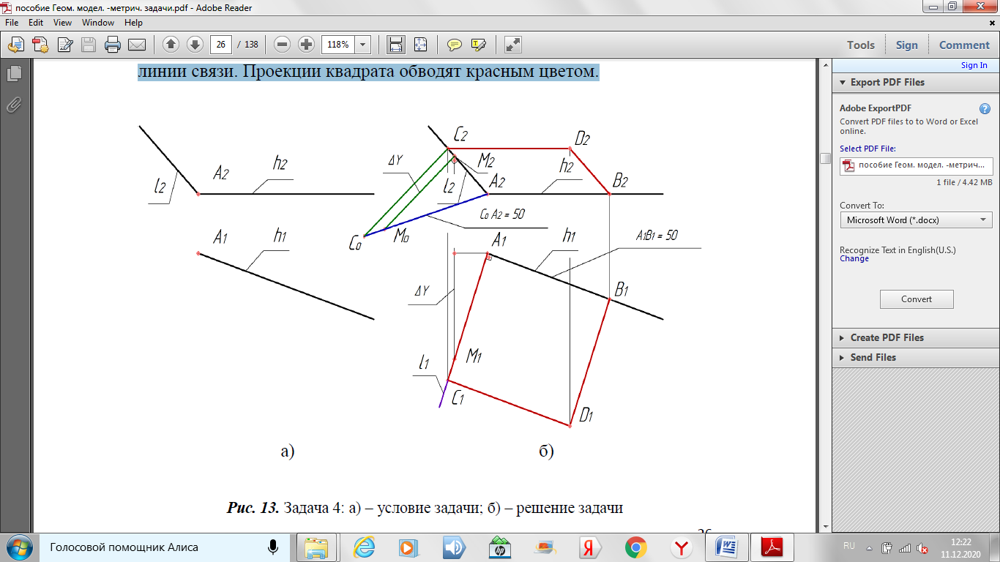 пособие Геом. модел. -метрич. задачи.pdf - Adobe Reader
File Edit View Window Help
26 / 138
118%
Tools Sign Comment
линии связи. Проекции квадрата обводят красным цветом.
Sign In
Export PDF Files
Adobe ExportPDF
Convert PDF files to to Word or Excel
online.
Select PDF File:
пособие Геом. модел. -метрич...
1 file / 4.42 MB
Convert To:
Microsoft Word (*.docx)
Recognize Text in English(U.S.)
Change
Convert
Create PDF Files
Send Files
l2
A2
h2
A1
h1
C2
D2
ΔY
M2
l2
A2
h2
B2
C0 A2 = 50
C0
M0
A1
h1
A1B1 = 50
ΔY
B1
l1
M1
C1
D1
а)
б)
Рис. 13. Задача 4: а) – условие задачи; б) – решение задачи
Голосовой помощник Алиса
RU
12:22
11.12.2020